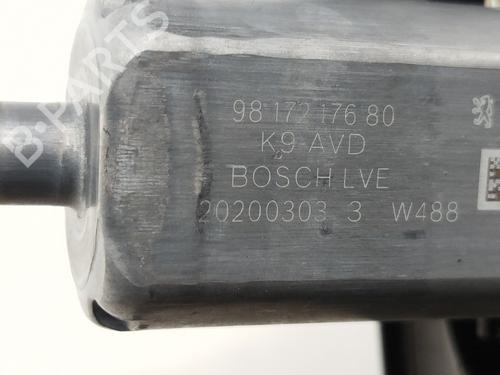 B-PARTS
98 172 176 80
K9-AVD
BOSCH LVE
20200303 3 W488